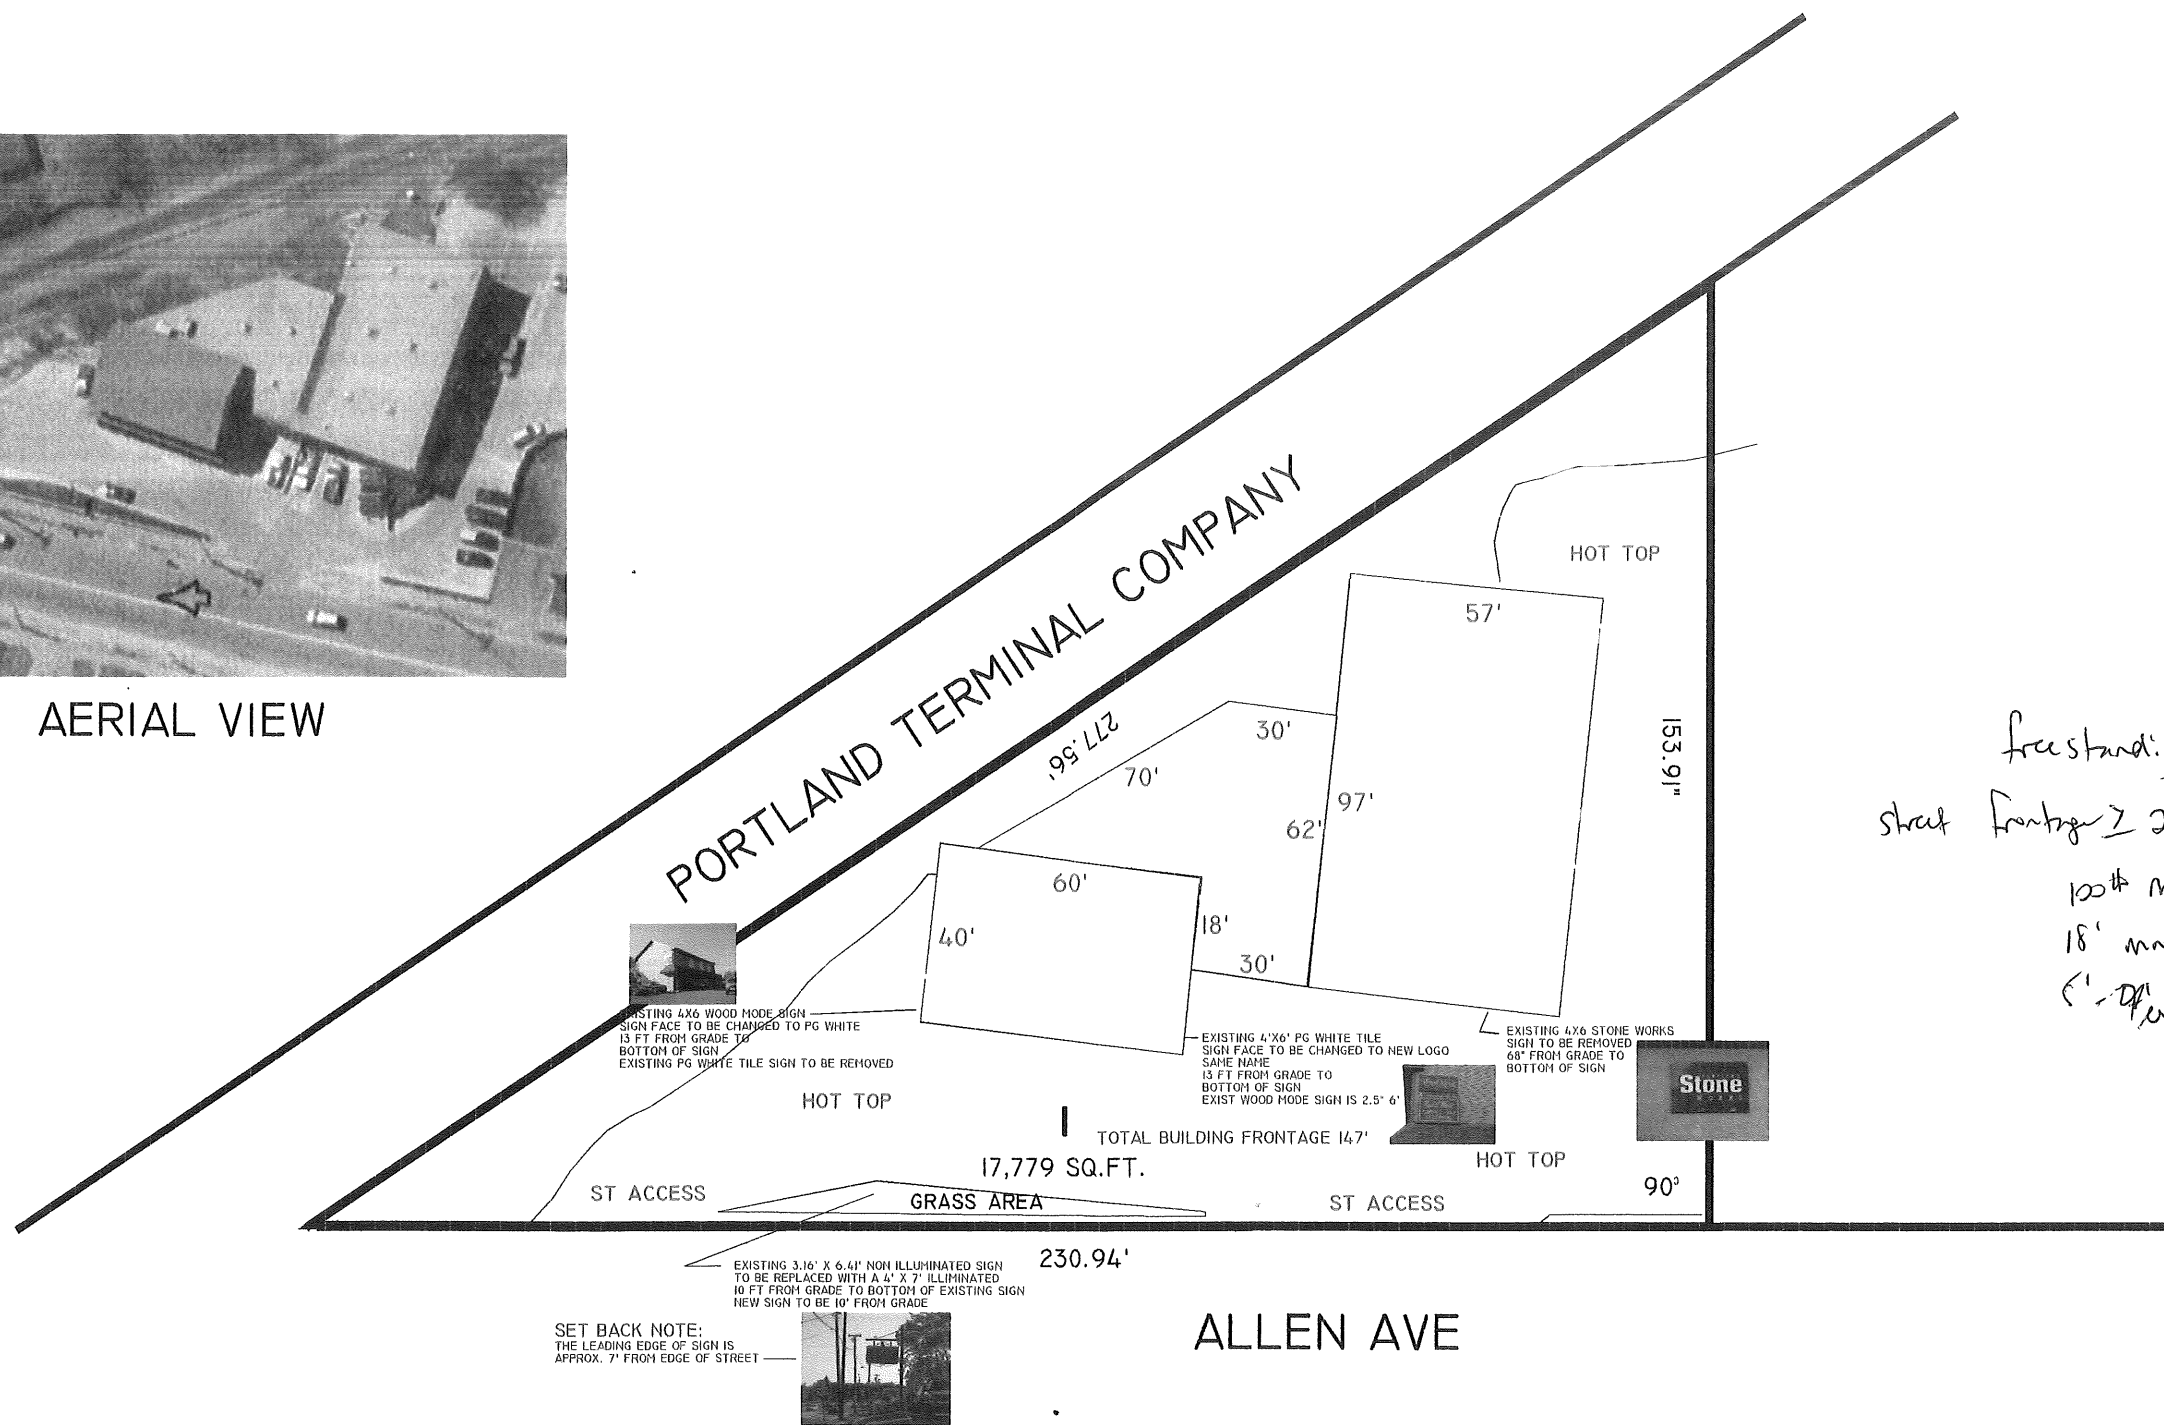 AERIAL VIEW
PORTLAND TERMINAL COMPANY
277.56'
HOT TOP
57'
30'
70'
97'
62'
153.91"
60'
40'
18'
30'
freestand:
street frontage ≥ 2
100#
18'
EXISTING 4X6 WOOD MODE SIGN
SIGN FACE TO BE CHANGED TO PG WHITE
13 FT FROM GRADE TO
BOTTOM OF SIGN
EXISTING PG WHITE TILE SIGN TO BE REMOVED
EXISTING 4'X6' PG WHITE TILE
SIGN FACE TO BE CHANGED TO NEW LOGO
SAME NAME
13 FT FROM GRADE TO
BOTTOM OF SIGN
EXIST WOOD MODE SIGN IS 2.5" 6'
EXISTING 4X6 STONE WORKS
SIGN TO BE REMOVED
68" FROM GRADE TO
BOTTOM OF SIGN
Stone
WORKS
HOT TOP
TOTAL BUILDING FRONTAGE 147'
17,779 SQ.FT.
HOT TOP
ST ACCESS
GRASS AREA
ST ACCESS
90°
230.94'
EXISTING 3.16' X 6.41' NON ILLUMINATED SIGN
TO BE REPLACED WITH A 4' X 7' ILLIMINATED
10 FT FROM GRADE TO BOTTOM OF EXISTING SIGN
NEW SIGN TO BE 10' FROM GRADE
SET BACK NOTE:
THE LEADING EDGE OF SIGN IS
APPROX. 7' FROM EDGE OF STREET
ALLEN AVE